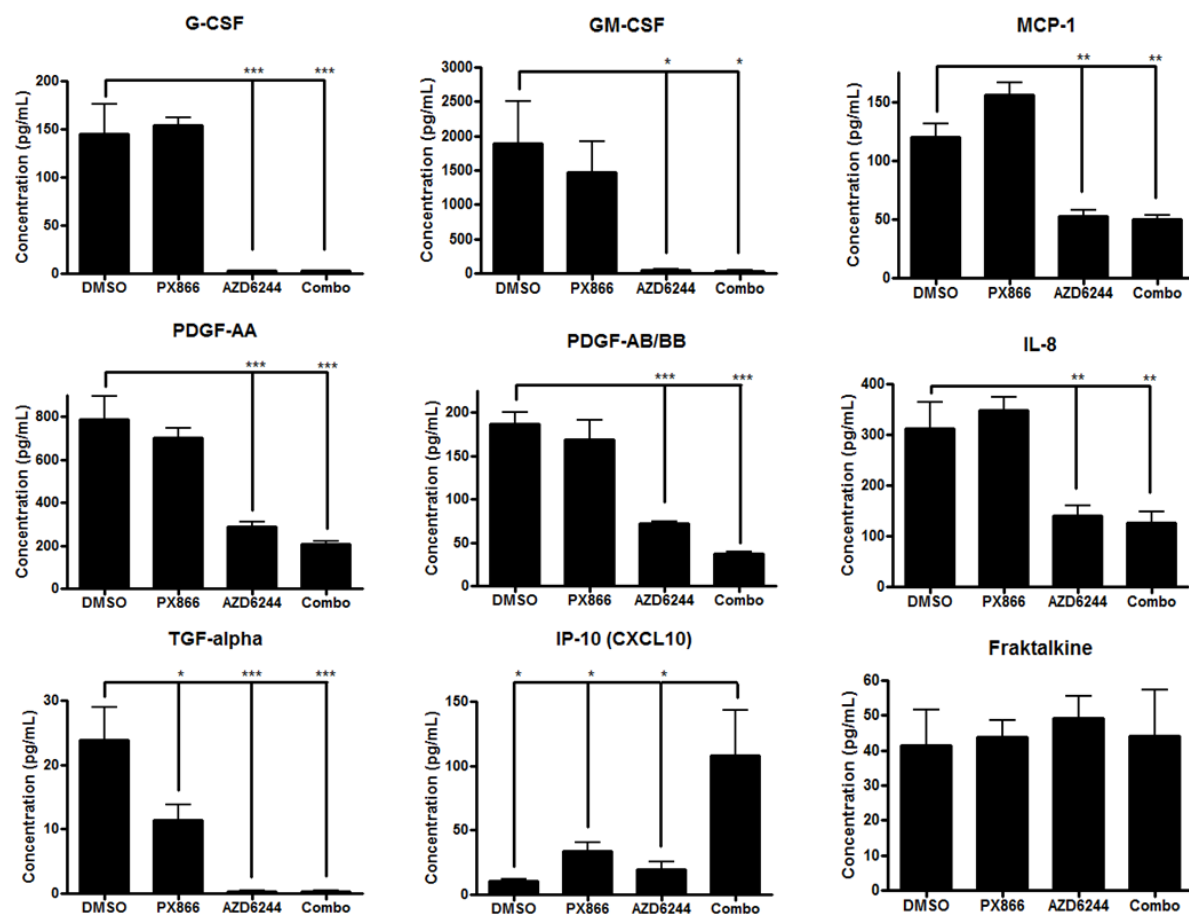 G-CSF
***
***
Concentration (pg/mL)
200
150
100
50
0
DMSO
PX866
AZD6244
Combo
GM-CSF
*
*
Concentration (pg/mL)
3000
2500
2000
1500
1000
500
0
DMSO
PX866
AZD6244
Combo
MCP-1
**
**
Concentration (pg/mL)
150
100
50
0
DMSO
PX866
AZD6244
Combo
PDGF-AA
***
***
Concentration (pg/mL)
800
600
400
200
0
DMSO
PX866
AZD6244
Combo
PDGF-AB/BB
***
***
Concentration (pg/mL)
200
150
100
50
0
DMSO
PX866
AZD6244
Combo
IL-8
**
**
Concentration (pg/mL)
400
300
200
100
0
DMSO
PX866
AZD6244
Combo
TGF-alpha
*
***
***
Concentration (pg/mL)
30
20
10
0
DMSO
PX866
AZD6244
Combo
IP-10 (CXCL10)
*
*
*
Concentration (pg/mL)
150
100
50
0
DMSO
PX866
AZD6244
Combo
Fraktalkine
Concentration (pg/mL)
60
50
40
30
20
10
0
DMSO
PX866
AZD6244
Combo